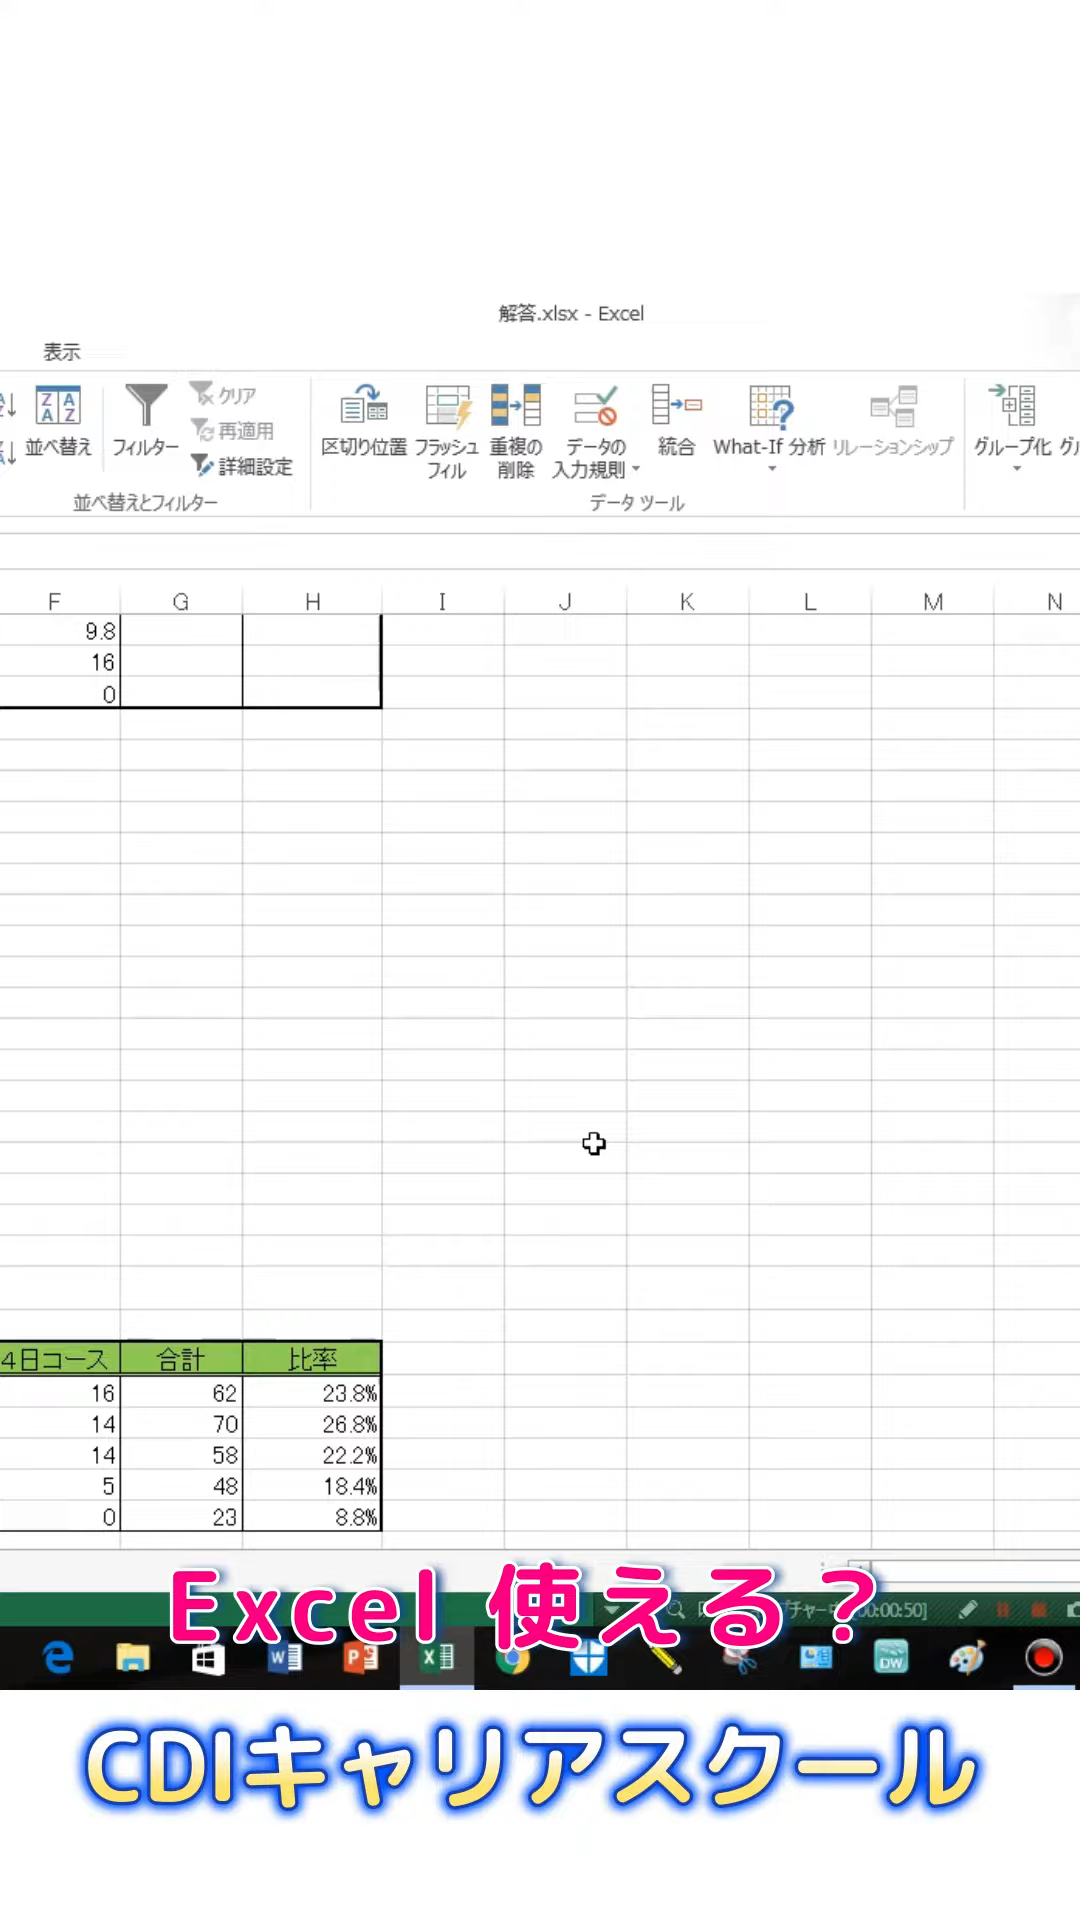 解答.xlsx - Excel
表示
並べ替え
フィルター
クリア
再適用
詳細設定
並べ替えとフィルター
区切り位置
フラッシュ
フィル
重複の
削除
データの
入力規則
統合
What-If 分析
リレーションシップ
データ ツール
グループ化
F G H I J K L M N
9.8
16
0
4日コース 合計 比率
16 62 23.8%
14 70 26.8%
14 58 22.2%
5 48 18.4%
0 23 8.8%
Excel 使える？
00:00:50]
CDIキャリアスクール